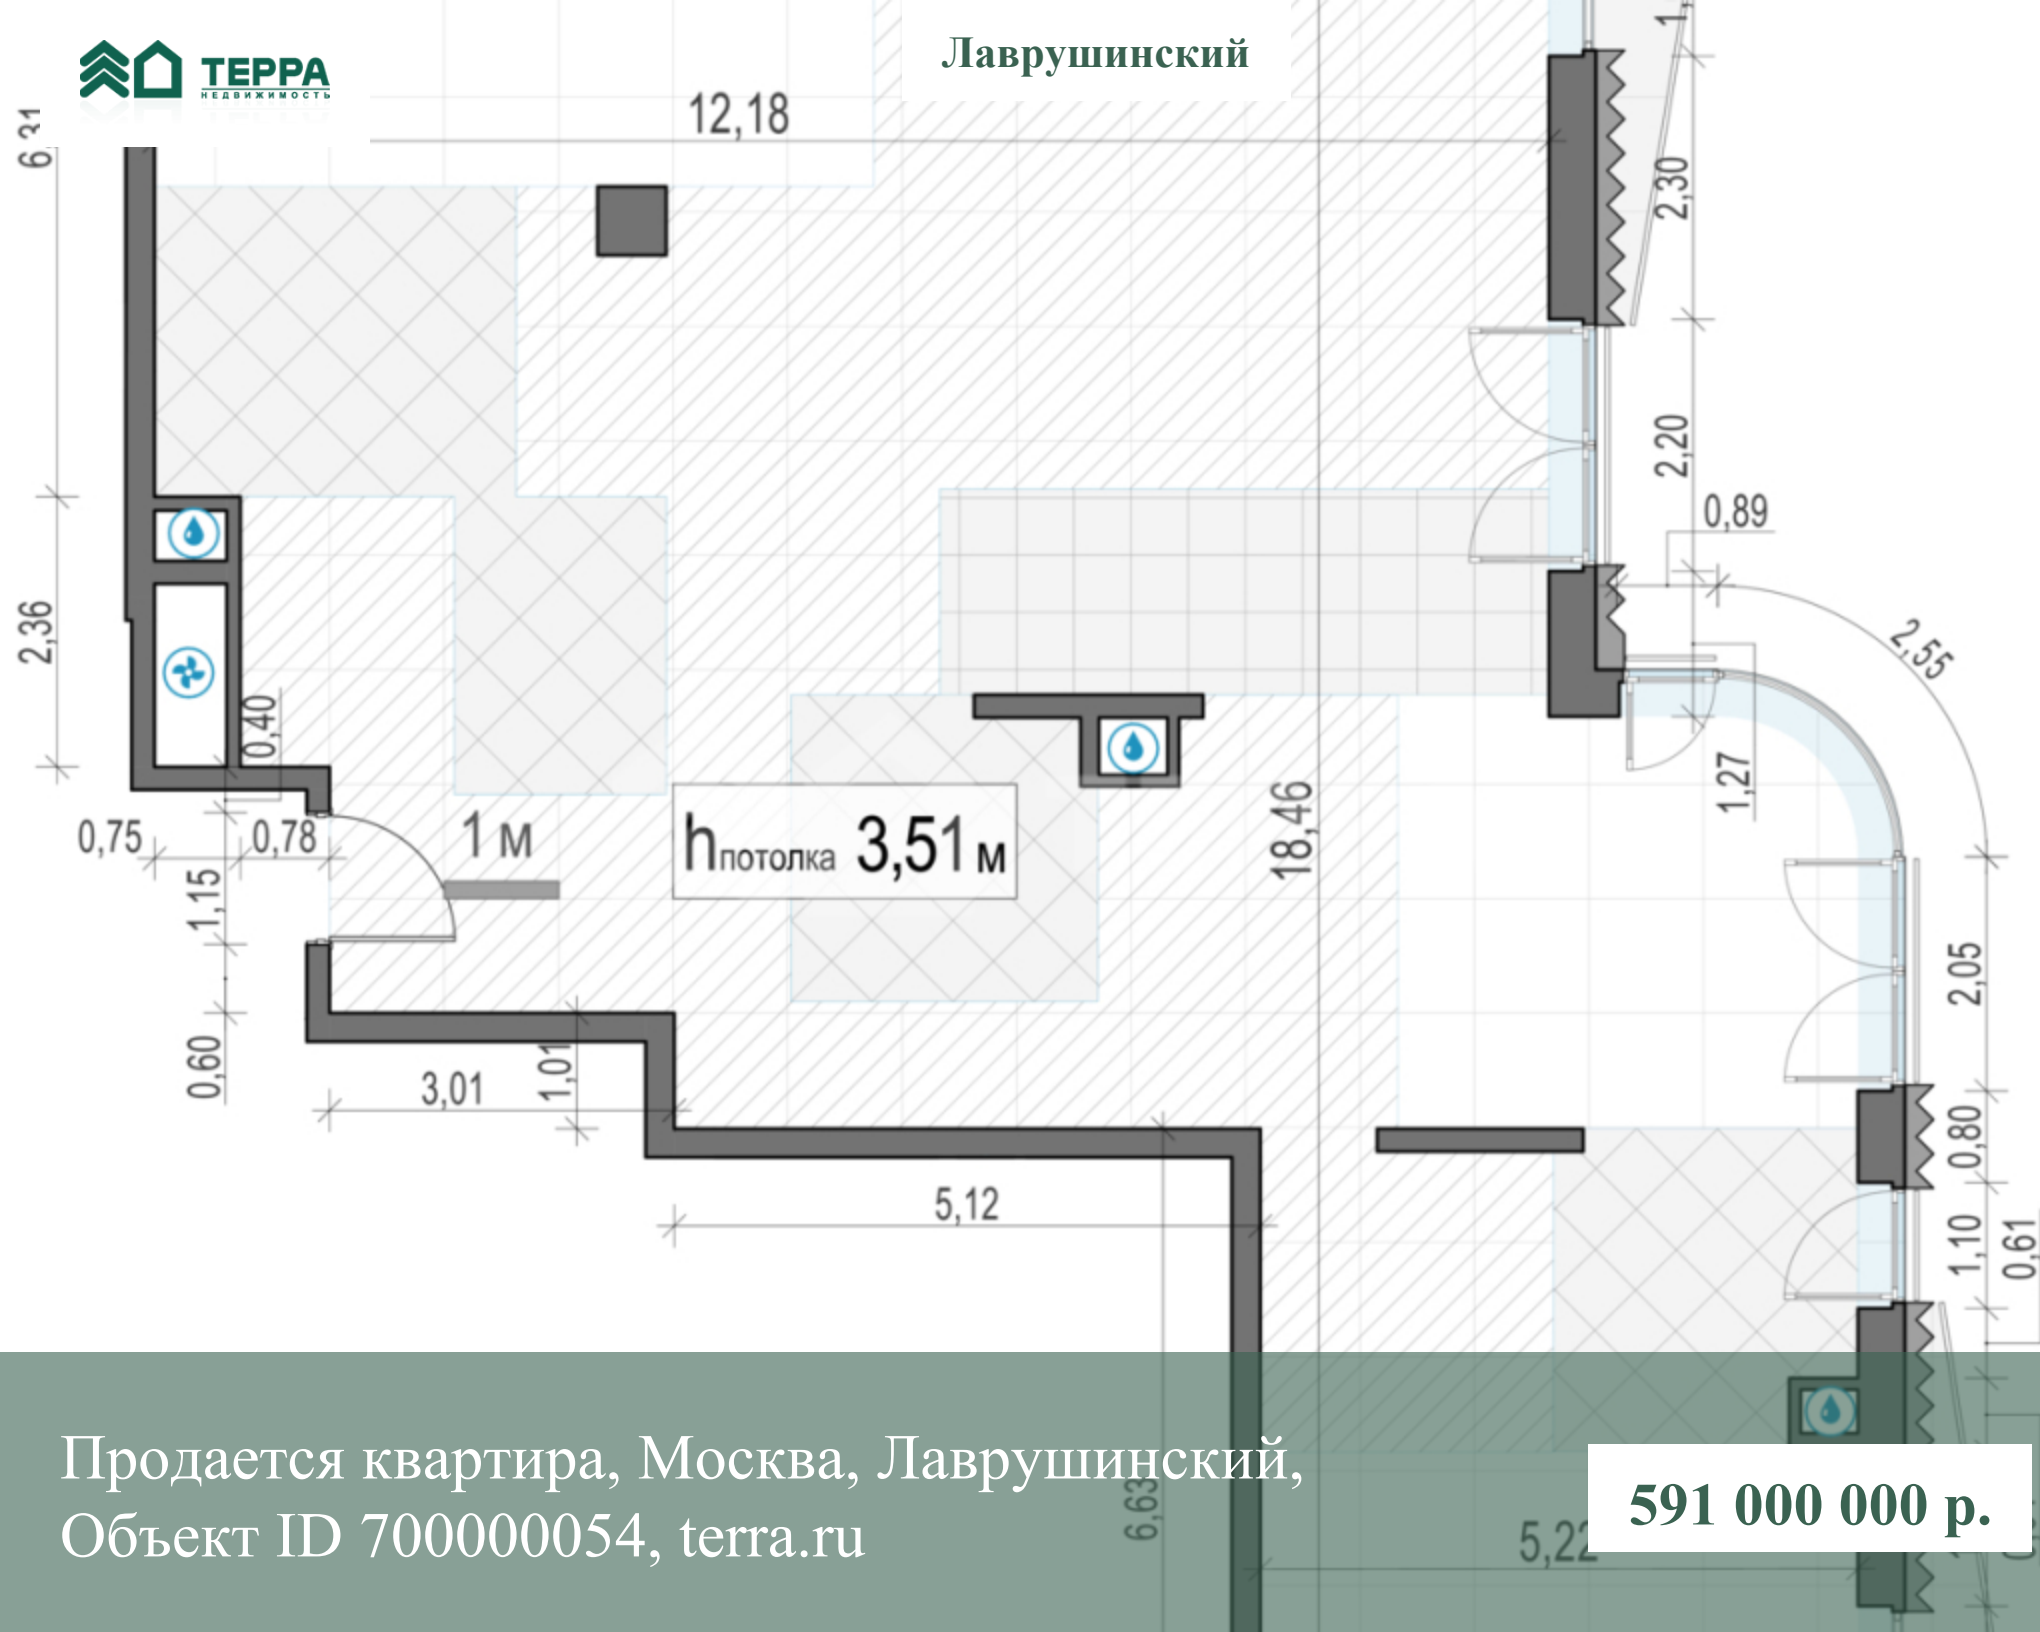 ТЕРРА
НЕДВИЖИМОСТЬ
Лаврушинский
12,18
6,31
2,30
2,20
0,89
2,55
2,36
0,40
1,27
0,75
0,78
1 м
hпотолка 3,51 м
18,46
1,15
2,05
0,60
3,01
1,01
0,80
5,12
1,10
0,61
Продается квартира, Москва, Лаврушинский,
Объект ID 700000054, terra.ru
6,63
5,22
591 000 000 р.